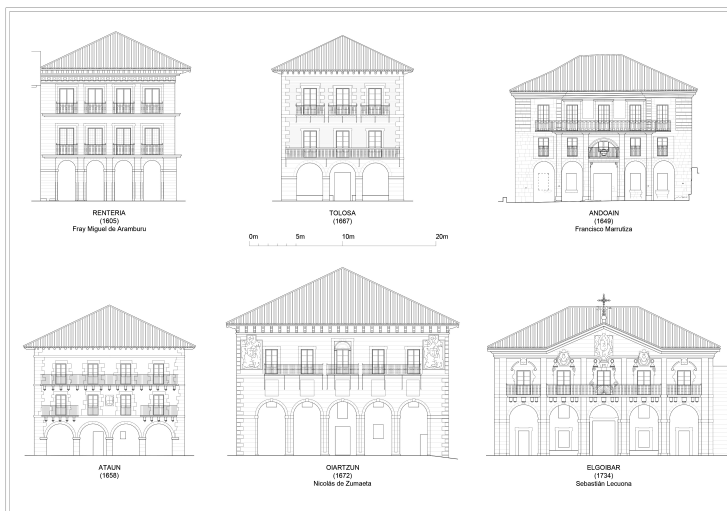 RENTERIA
(1605)
Fray Miguel de Aramburu
TOLOSA
(1667)
ANDOAIN
(1649)
Francisco Marrutiza
0m 5m 10m 20m
ATAUN
(1658)
OIARTZUN
(1672)
Nicolás de Zumaeta
ELGOIBAR
(1734)
Sebastián Lecuona